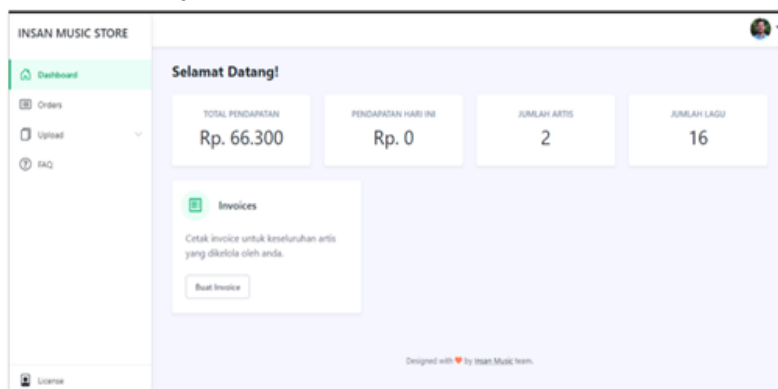 INSAN MUSIC STORE
Dashboard
Orders
Upload
FAQ
License
Selamat Datang!
TOTAL PENDAPATAN
Rp. 66.300
PENDAPATAN HARI INI
Rp. 0
JUMLAH ARTIS
2
JUMLAH LAGU
16
Invoices
Cetak invoice untuk keseluruhan artis
yang dikelola oleh anda.
Buat Invoice
Designed with by Insan Music team.